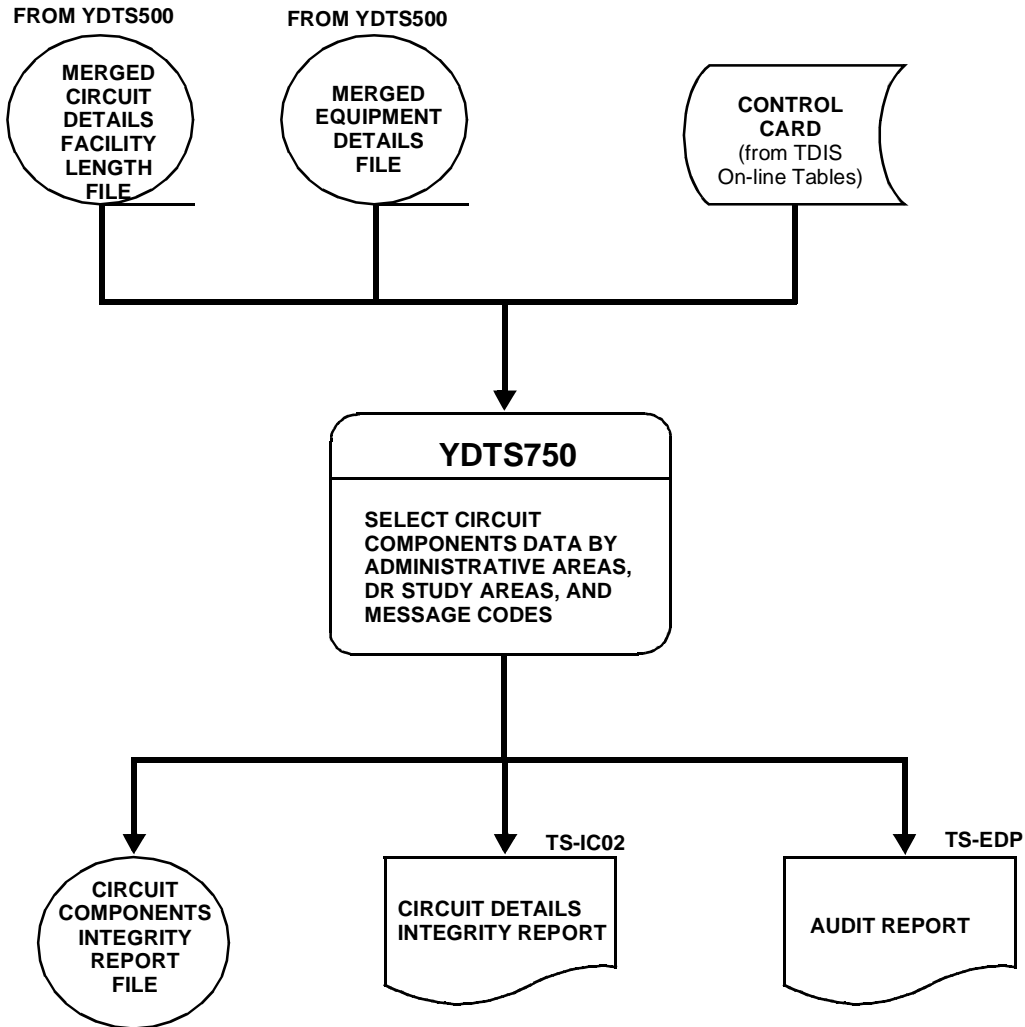 FROM YDTS500
FROM YDTS500
MERGED
CIRCUIT
DETAILS
FACILITY
LENGTH
FILE
MERGED
EQUIPMENT
DETAILS
FILE
CONTROL
CARD
(from TDIS
On-line Tables)
YDTS750
SELECT CIRCUIT
COMPONENTS DATA BY
ADMINISTRATIVE AREAS,
DR STUDY AREAS, AND
MESSAGE CODES
CIRCUIT
COMPONENTS
INTEGRITY
REPORT
FILE
TS-IC02
CIRCUIT DETAILS
INTEGRITY REPORT
TS-EDP
AUDIT REPORT